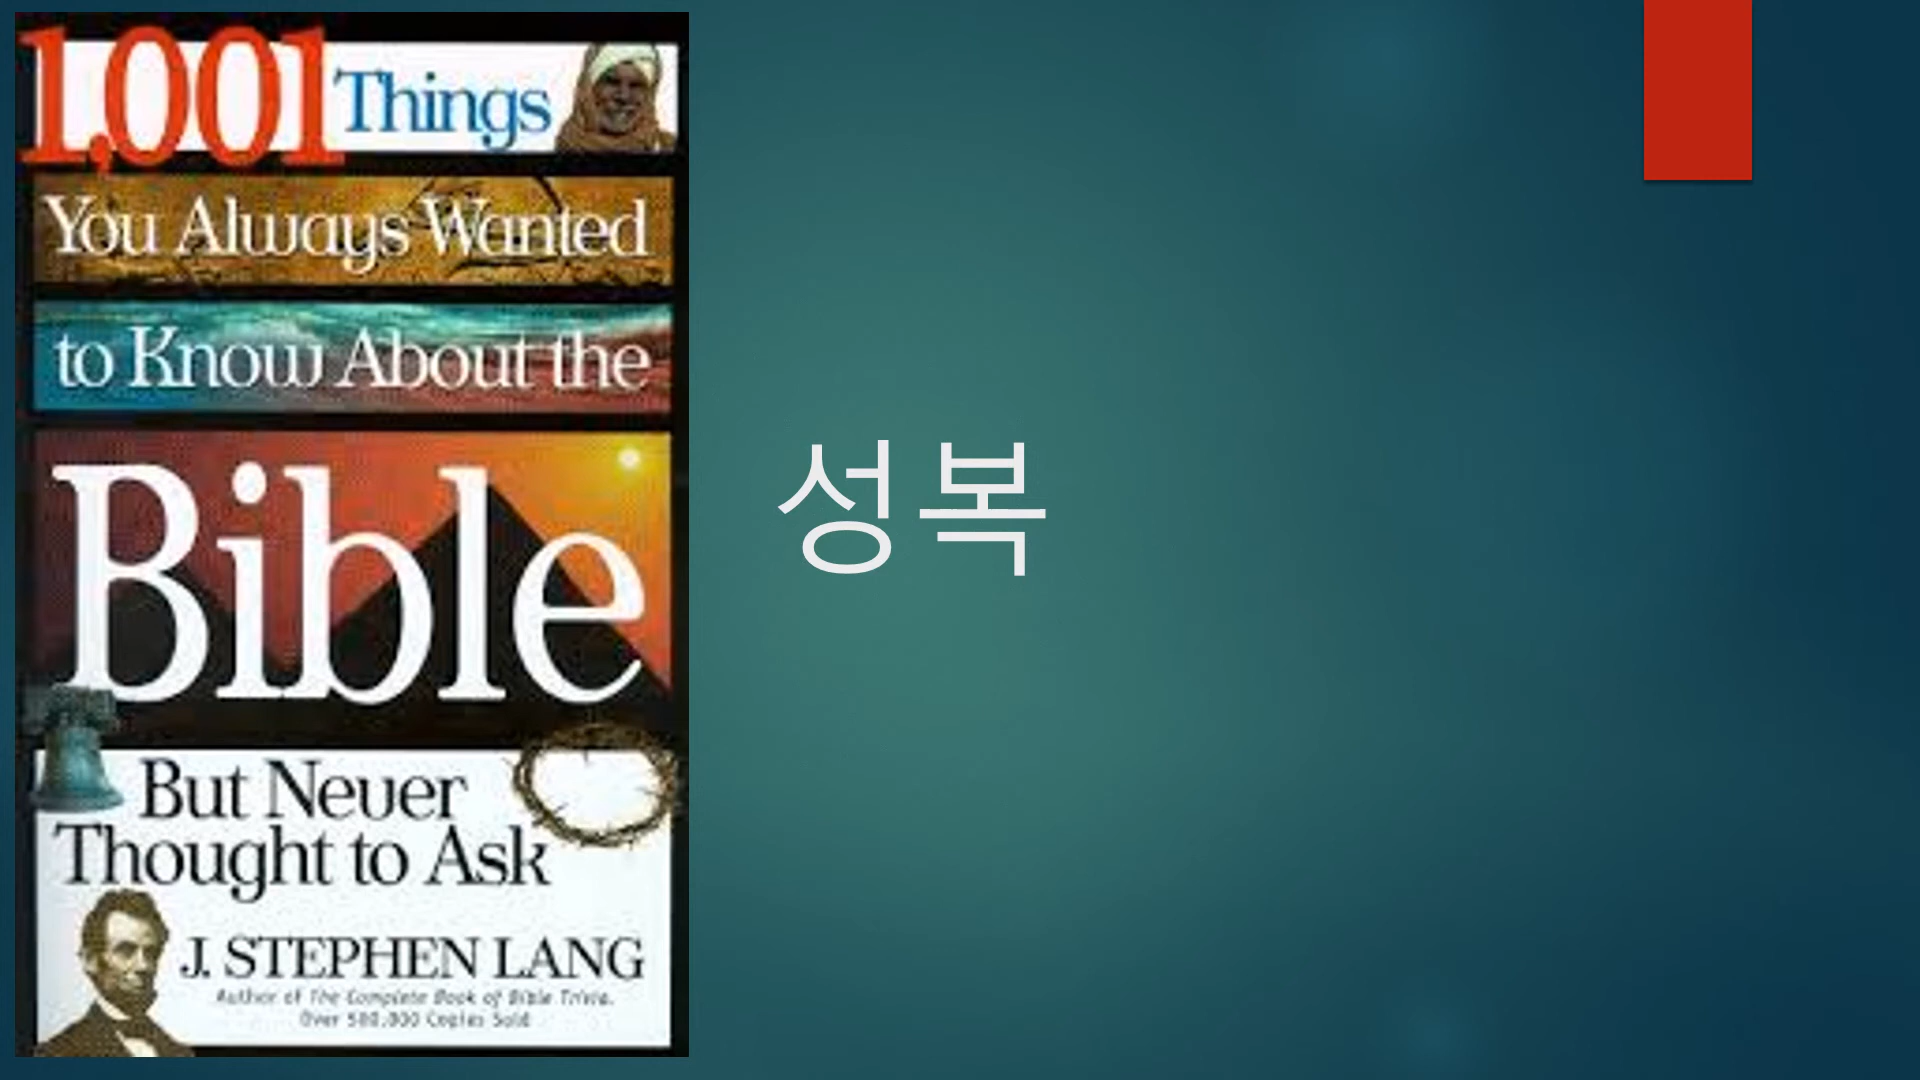 1,001 Things
You Always Wanted
to Know About the
Bible
But Never
Thought to Ask
J. STEPHEN LANG
Author of The Complete Book of Bible Trivia.
Over 500,000 Copies Sold
성복